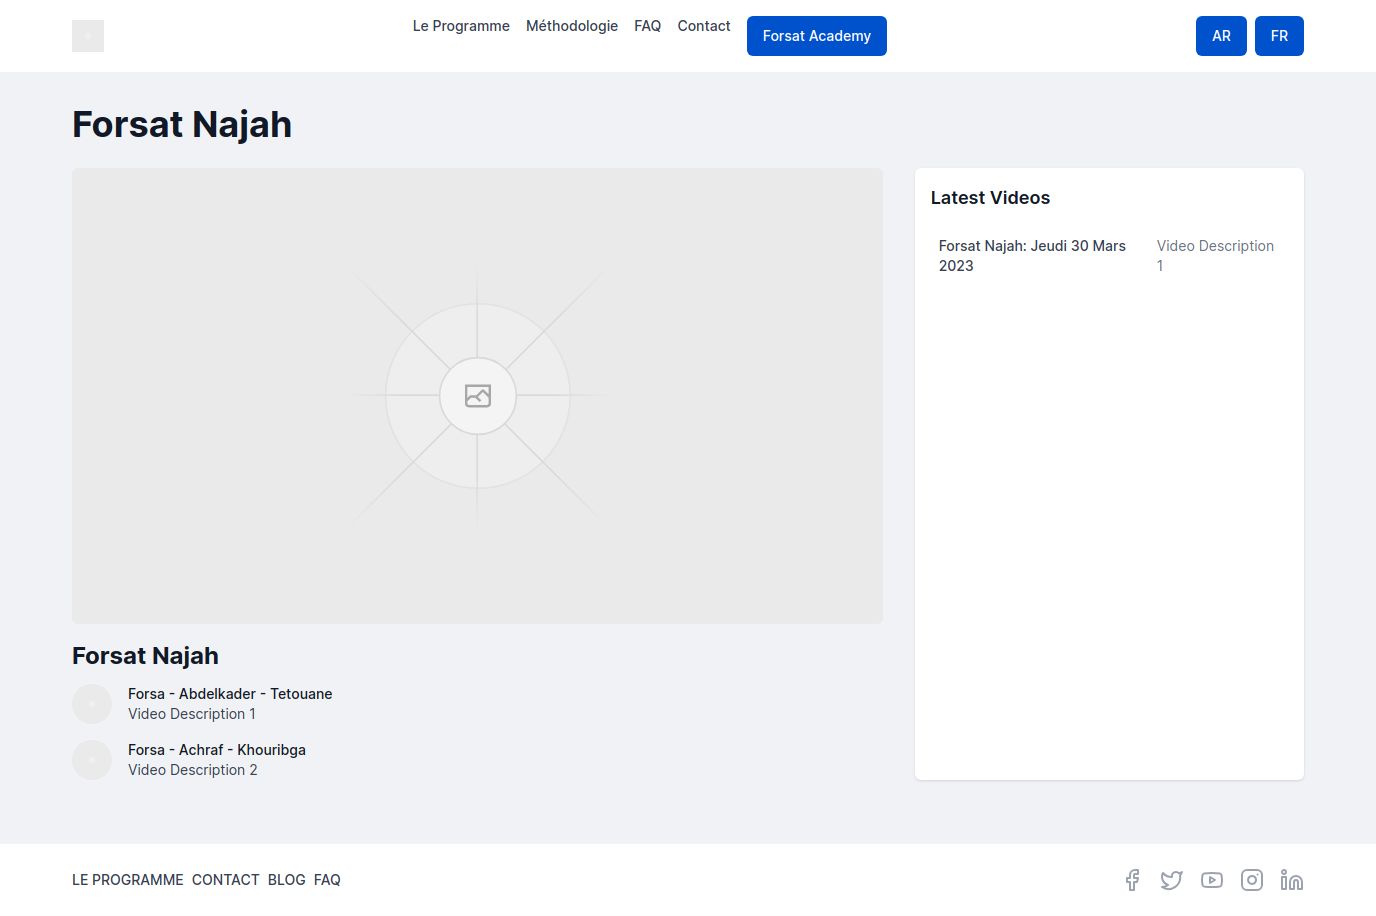 Le Programme Méthodologie FAQ Contact Forsat Academy AR FR
Forsat Najah
Latest Videos
Forsat Najah: Jeudi 30 Mars 2023
Video Description 1
Forsat Najah
Forsa - Abdelkader - Tetouane
Video Description 1
Forsa - Achraf - Khouribga
Video Description 2
LE PROGRAMME CONTACT BLOG FAQ